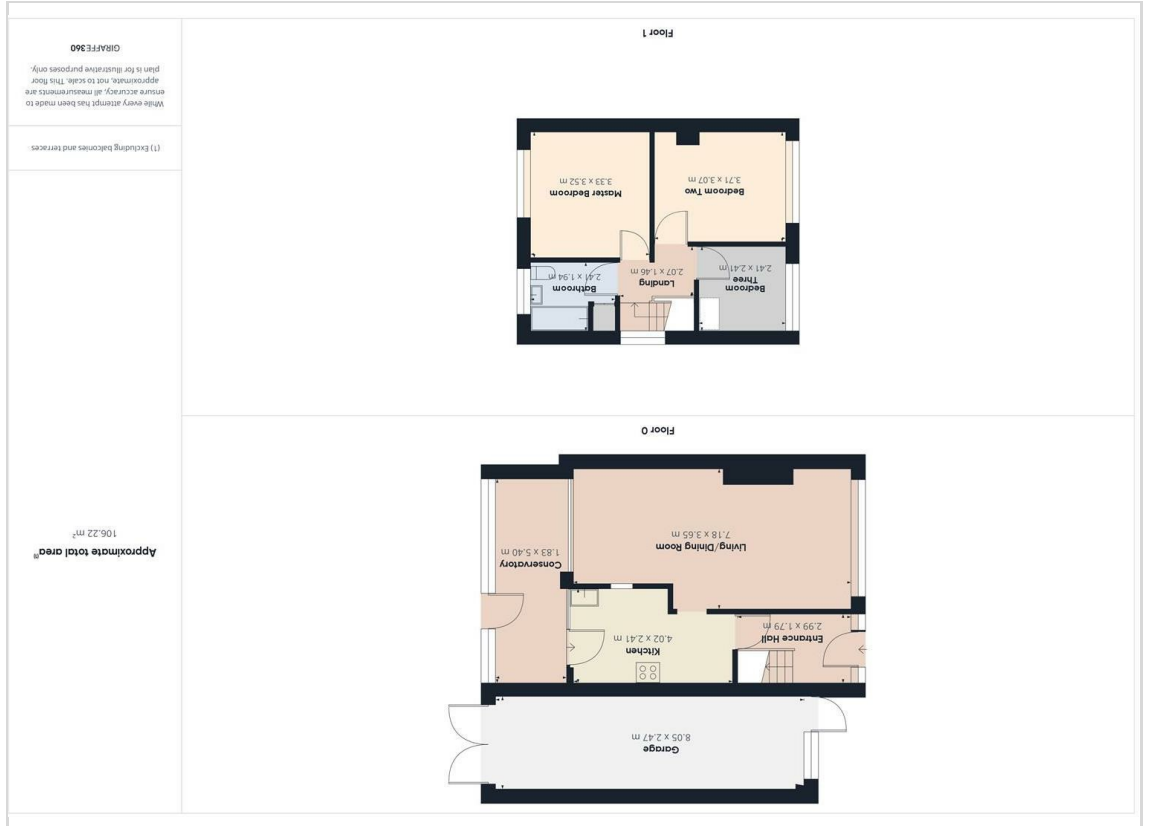 Garage
8.05 x 2.47 m
Kitchen
4.02 x 2.41 m
Entrance Hall
2.99 x 1.79 m
Conservatory
1.83 x 5.40 m
Living/Dining Room
7.18 x 3.65 m
Floor 0
Bedroom
Three
2.41 x 2.41 m
Landing
2.07 x 1.46 m
Bathroom
2.41 x 1.94 m
Bedroom Two
3.71 x 3.07 m
Master Bedroom
3.33 x 3.52 m
Floor 1
Approximate total area⁽¹⁾
106.22 m²
(1) Excluding balconies and terraces
While every attempt has been made to
ensure accuracy, all measurements are
approximate, not to scale. This floor
plan is for illustrative purposes only.
GIRAFFE360